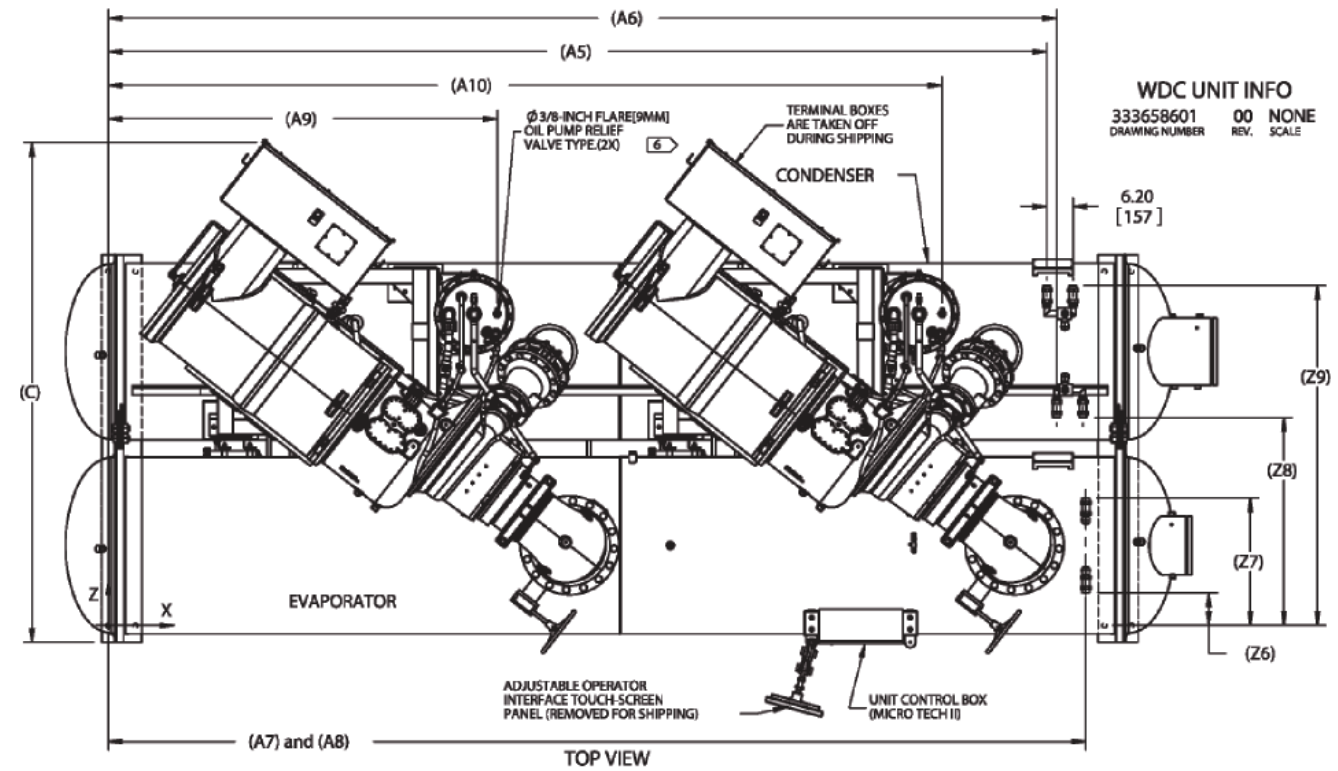 (A6)
(A5)
(A10)
(A9)
Ø 3/8-INCH FLARE[9MM]
OIL PUMP RELIEF
VALVE TYPE.(2X)
6
TERMINAL BOXES
ARE TAKEN OFF
DURING SHIPPING
WDC UNIT INFO
333658601 00 NONE
DRAWING NUMBER REV. SCALE
CONDENSER
6.20
[157]
(C)
(Z9)
(Z8)
(Z7)
(Z6)
Z
X
EVAPORATOR
ADJUSTABLE OPERATOR
INTERFACE TOUCH-SCREEN
PANEL (REMOVED FOR SHIPPING)
UNIT CONTROL BOX
(MICRO TECH II)
(A7) and (A8)
TOP VIEW